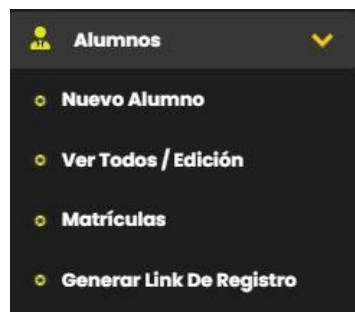 Alumnos
Nuevo Alumno
Ver Todos / Edición
Matrículas
Generar Link De Registro